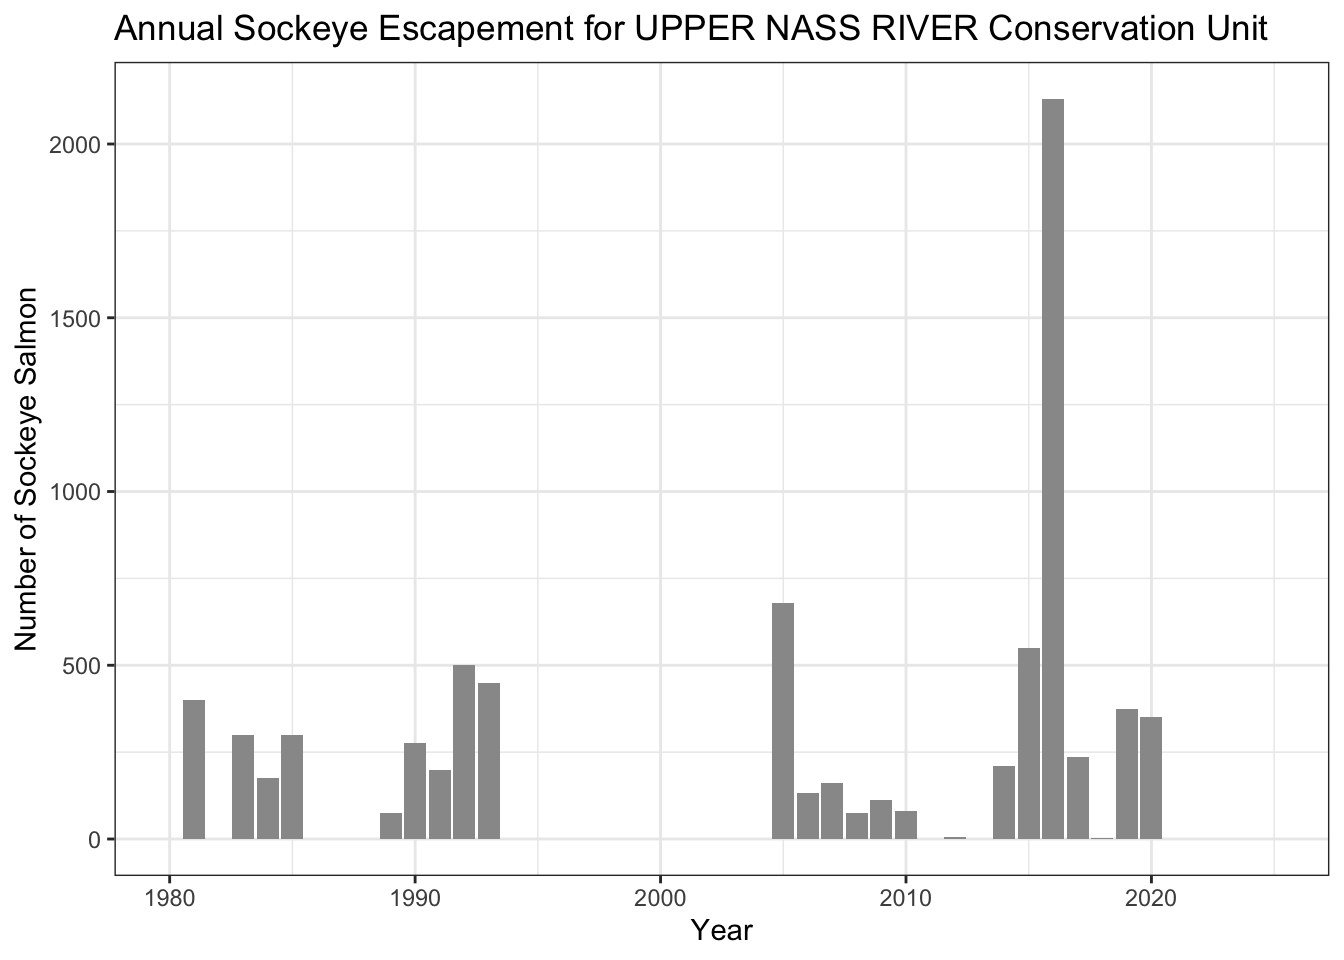 Annual Sockeye Escapement for UPPER NASS RIVER Conservation Unit
Number of Sockeye Salmon
2000
1500
1000
500
0
1980 1990 2000 2010 2020
Year